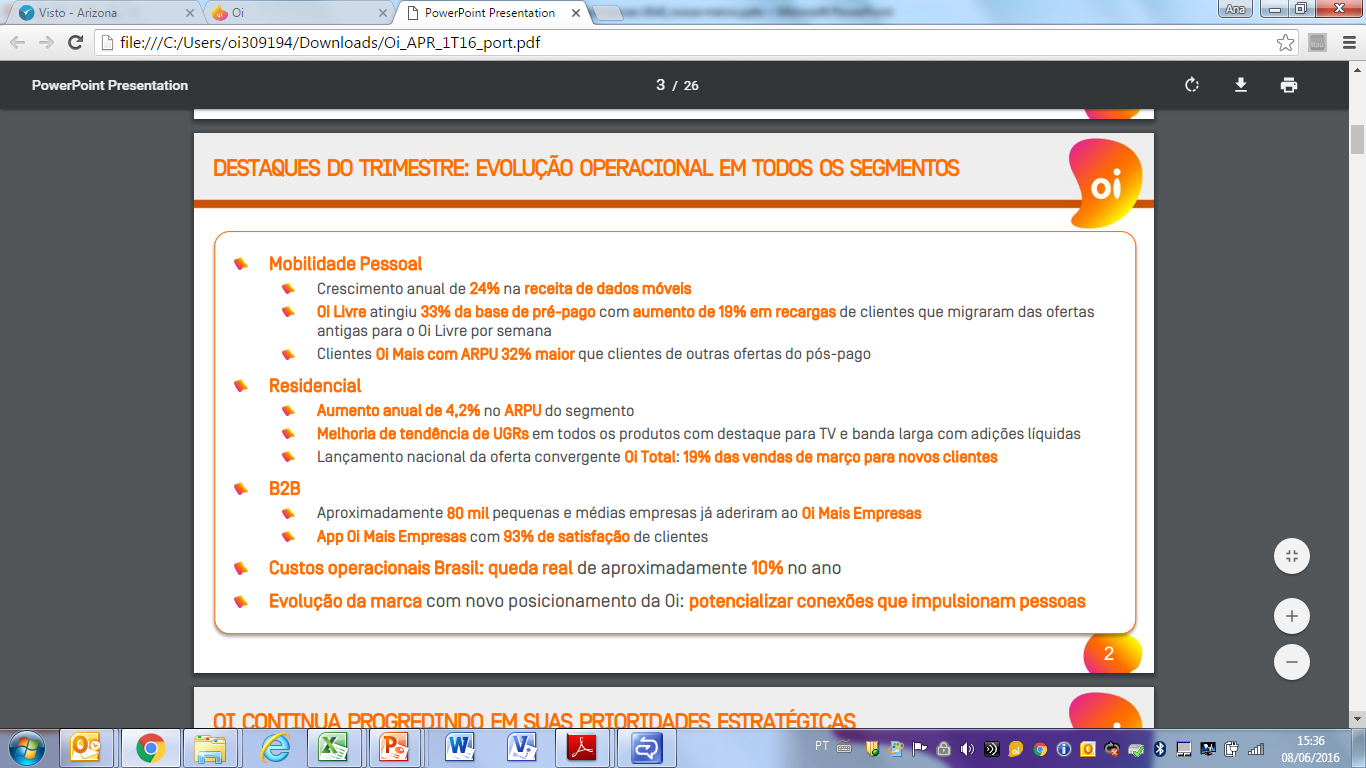 Visto - Arizona
Oi
PowerPoint Presentation
Ana
file:///C:/Users/oi309194/Downloads/Oi_APR_1T16_port.pdf
PowerPoint Presentation
3 / 26
DESTAQUES DO TRIMESTRE: EVOLUÇÃO OPERACIONAL EM TODOS OS SEGMENTOS
oi
Mobilidade Pessoal
Crescimento anual de 24% na receita de dados móveis
Oi Livre atingiu 33% da base de pré-pago com aumento de 19% em recargas de clientes que migraram das ofertas
antigas para o Oi Livre por semana
Clientes Oi Mais com ARPU 32% maior que clientes de outras ofertas do pós-pago
Residencial
Aumento anual de 4,2% no ARPU do segmento
Melhoria de tendência de UGRs em todos os produtos com destaque para TV e banda larga com adições líquidas
Lançamento nacional da oferta convergente Oi Total: 19% das vendas de março para novos clientes
B2B
Aproximadamente 80 mil pequenas e médias empresas já aderiram ao Oi Mais Empresas
App Oi Mais Empresas com 93% de satisfação de clientes
Custos operacionais Brasil: queda real de aproximadamente 10% no ano
Evolução da marca com novo posicionamento da Oi: potencializar conexões que impulsionam pessoas
2
OI CONTINUA PROGREDINDO EM SUAS PRIORIDADES ESTRATÉGICAS
PT
15:36
08/06/2016